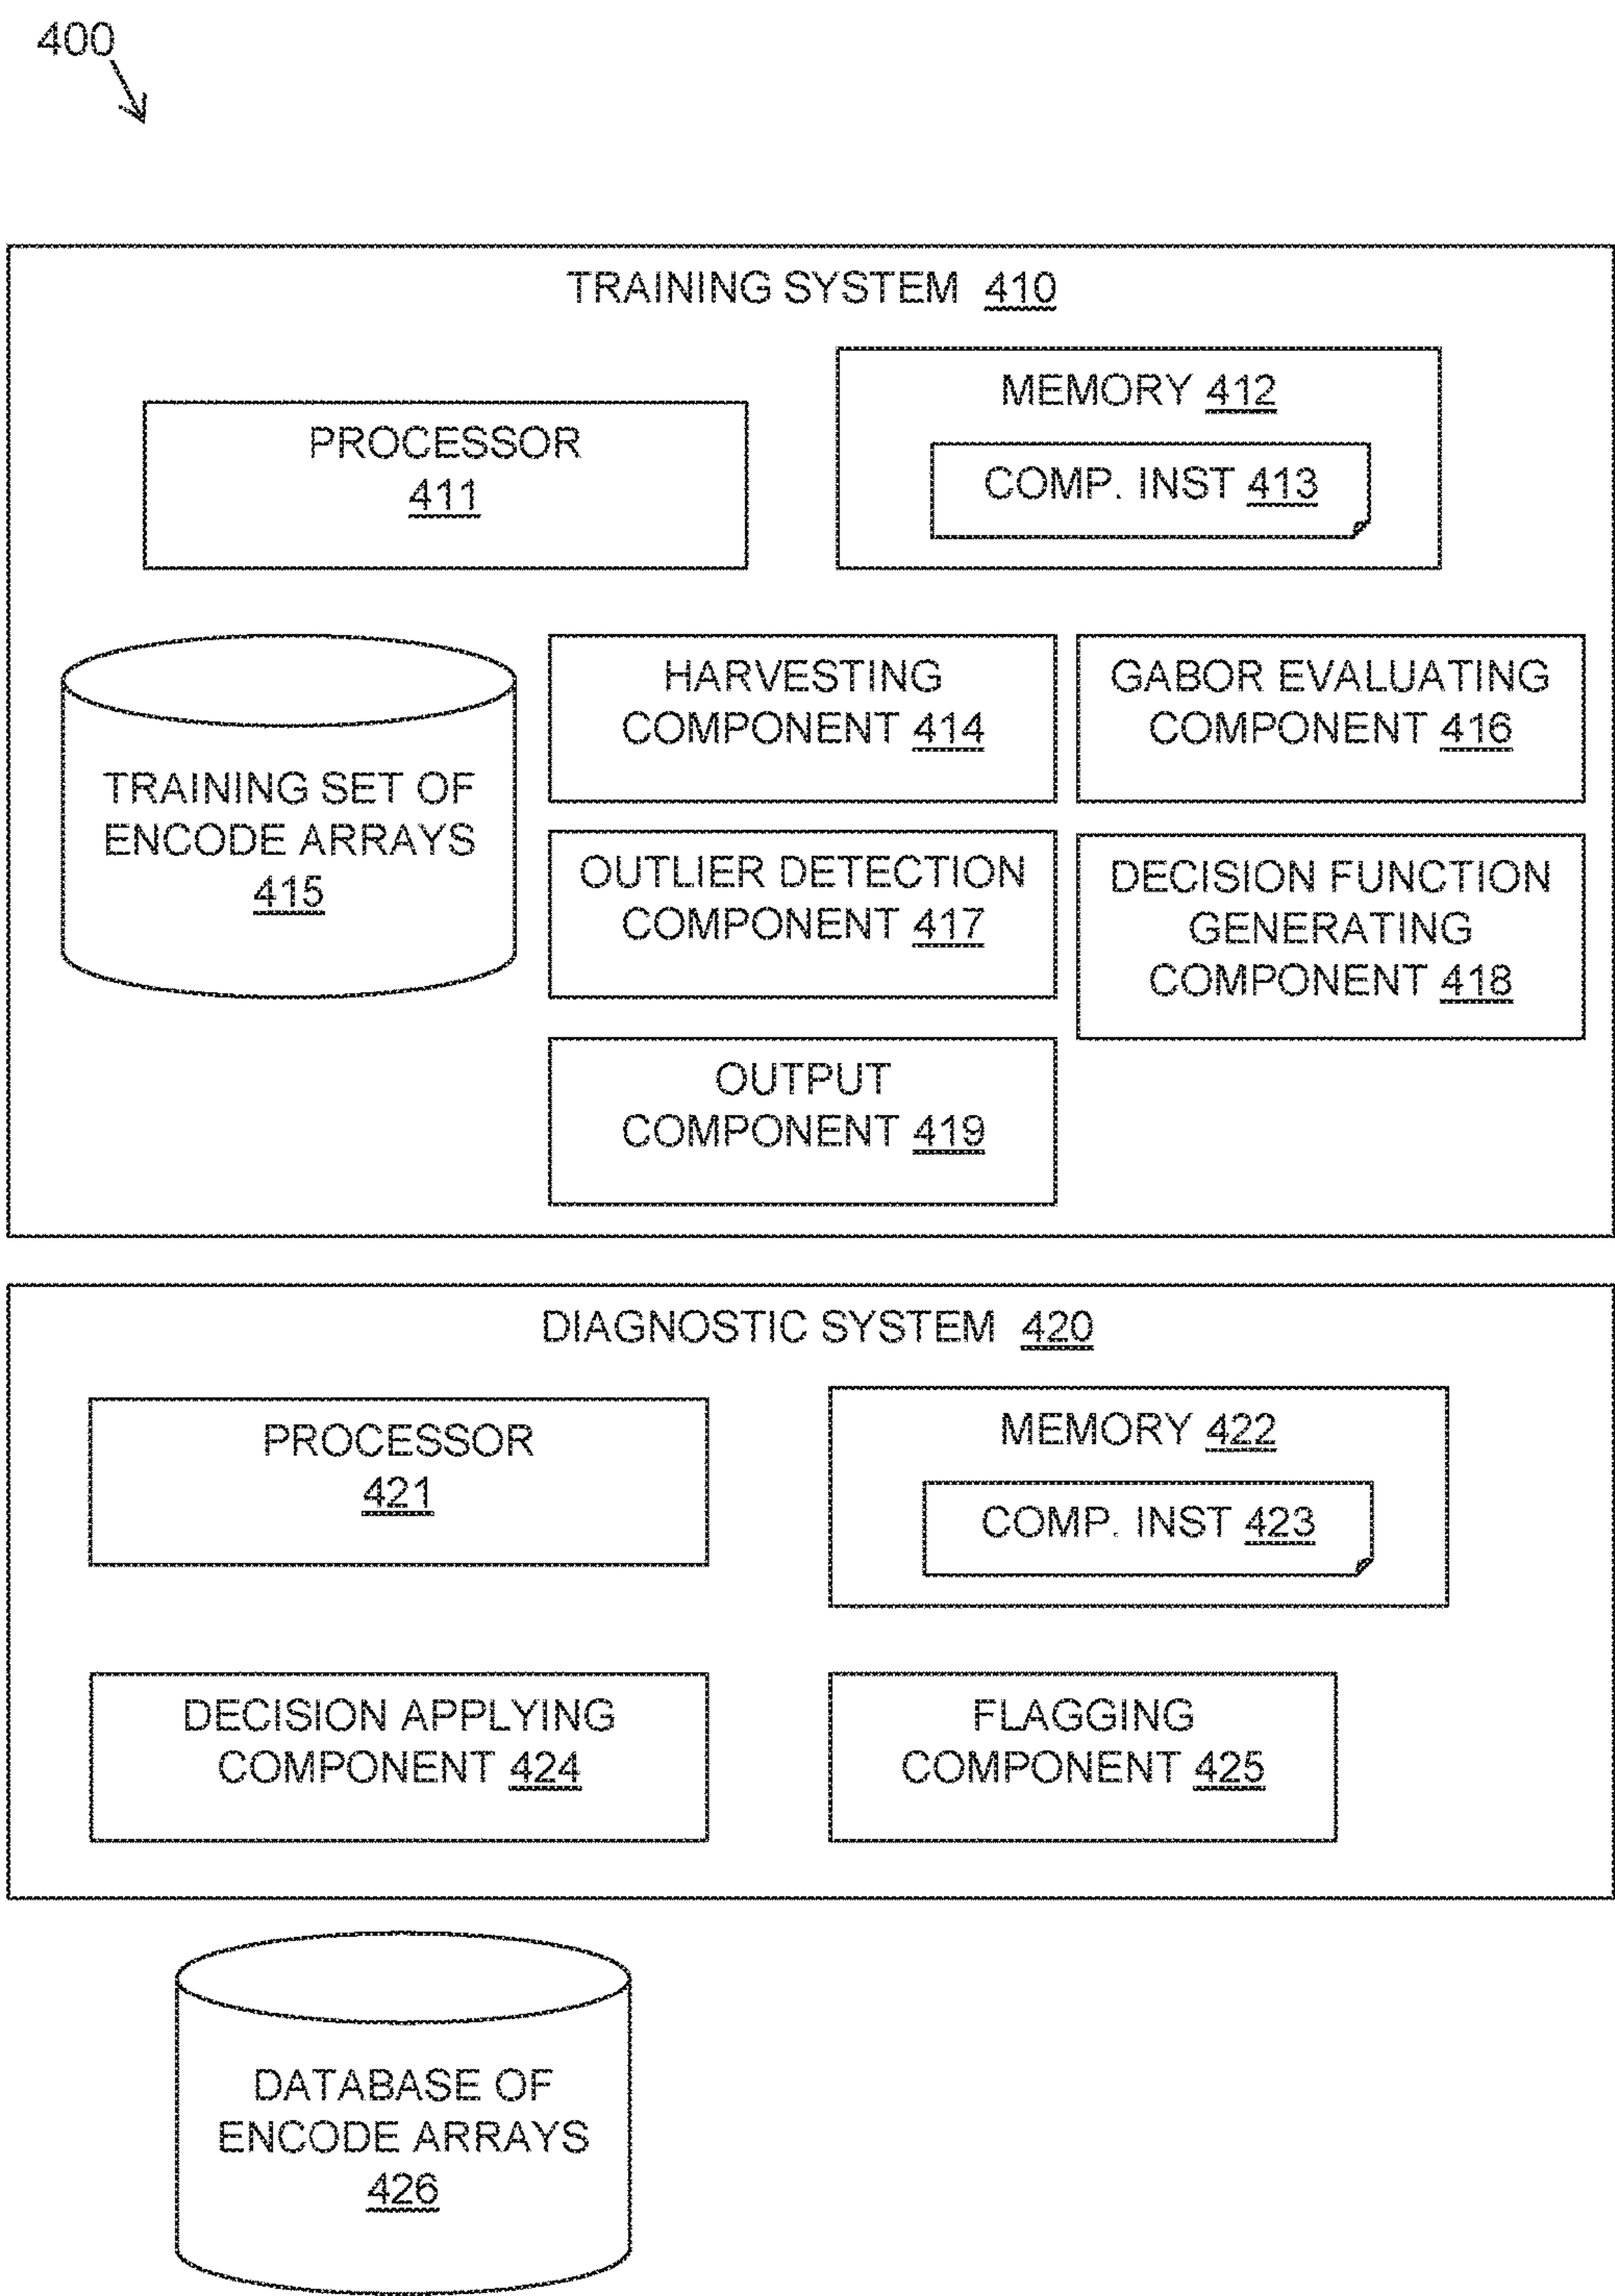 400
TRAINING SYSTEM 410
PROCESSOR
411
MEMORY 412
COMP. INST 413
TRAINING SET OF
ENCODE ARRAYS
415
HARVESTING
COMPONENT 414
GABOR EVALUATING
COMPONENT 416
OUTLIER DETECTION
COMPONENT 417
DECISION FUNCTION
GENERATING
COMPONENT 418
OUTPUT
COMPONENT 419
DIAGNOSTIC SYSTEM 420
PROCESSOR
421
MEMORY 422
COMP. INST 423
DECISION APPLYING
COMPONENT 424
FLAGGING
COMPONENT 425
DATABASE OF
ENCODE ARRAYS
426